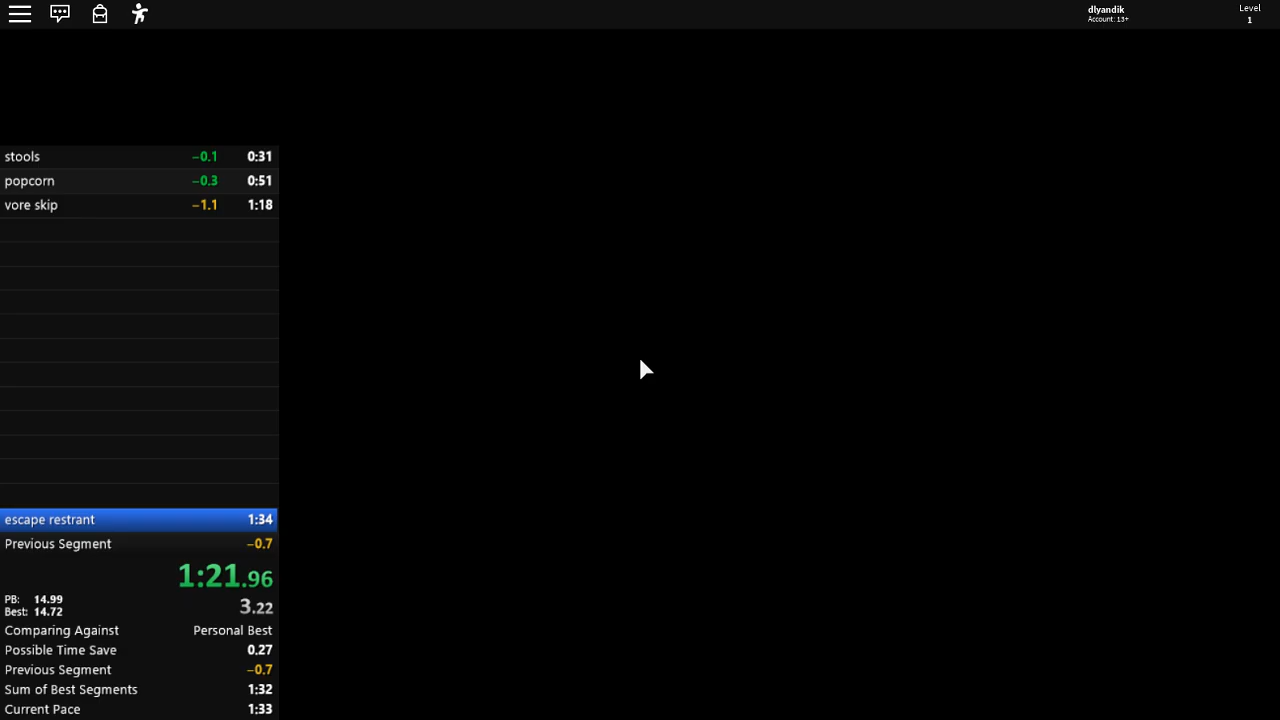 dlyandik
Account: 13+
Level
1
stools −0.1 0:31
popcorn −0.3 0:51
vore skip −1.1 1:18
escape restrant 1:34
Previous Segment −0.7
1:21.96
PB: 14.99
Best: 14.72
3.22
Comparing Against Personal Best
Possible Time Save 0.27
Previous Segment −0.7
Sum of Best Segments 1:32
Current Pace 1:33